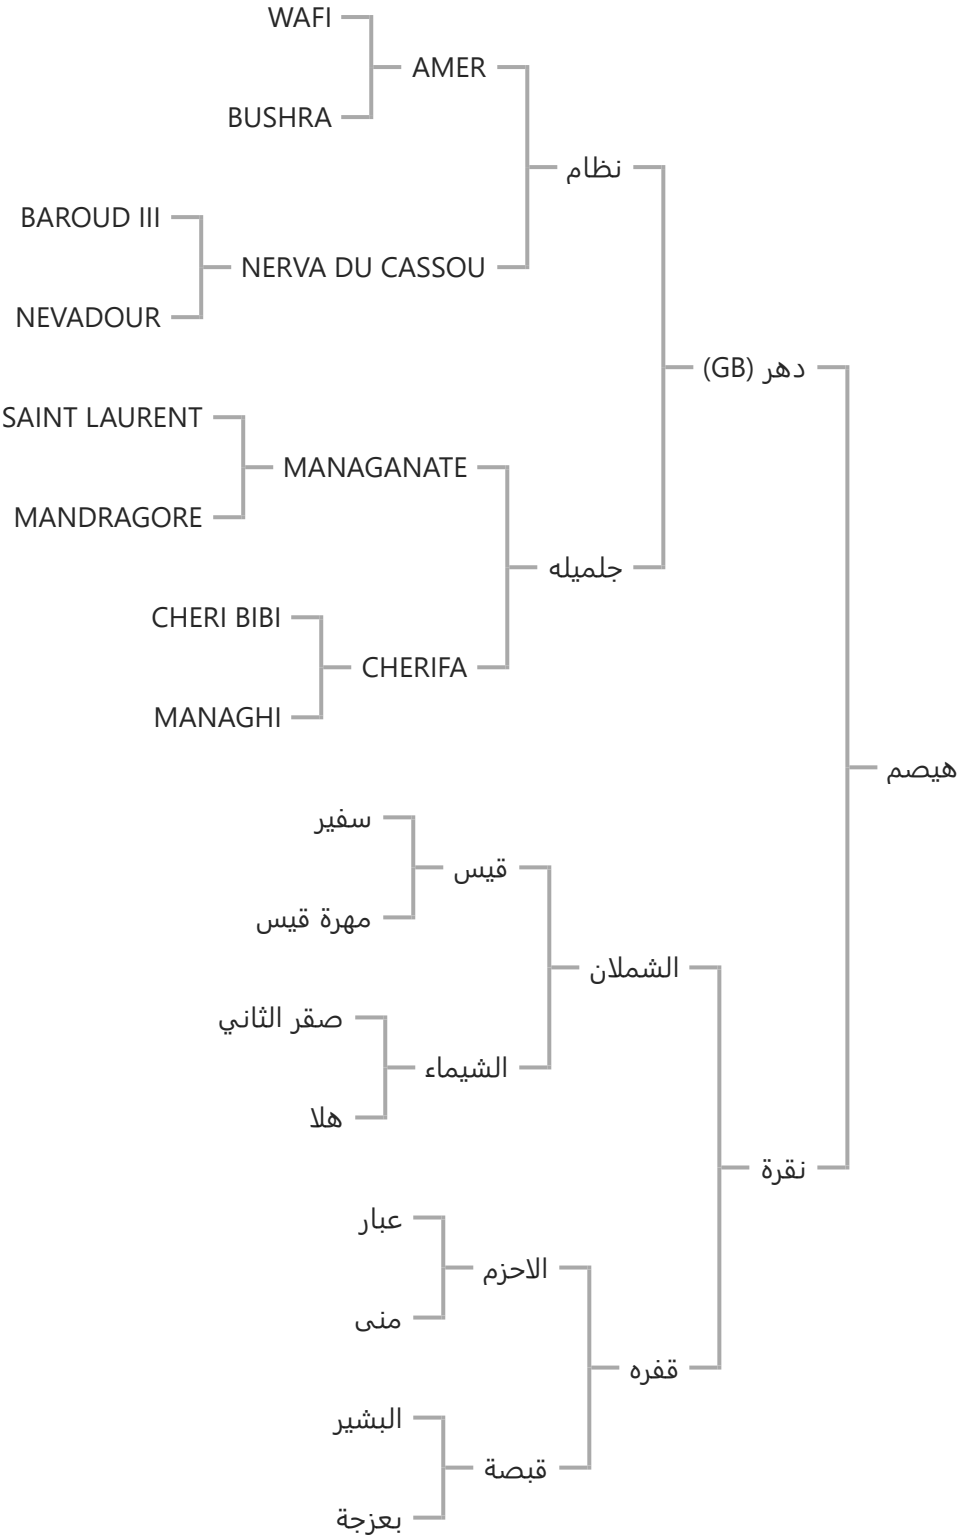 WAFI
AMER
BUSHRA
نظام
BAROUD III
NERVA DU CASSOU
NEVADOUR
دهر (GB)
SAINT LAURENT
MANAGANATE
MANDRAGORE
جلميله
CHERI BIBI
CHERIFA
MANAGHI
هيصم
سفير
قيس
مهرة قيس
الشملان
صقر الثاني
الشيماء
هلا
نقرة
عبار
الاحزم
منى
قفره
البشير
قبصة
بعزجة